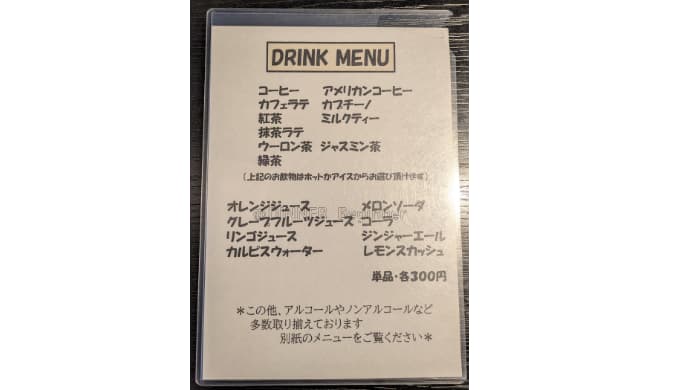 DRINK MENU
コーヒー アメリカンコーヒー
カフェラテ カプチーノ
紅茶 ミルクティー
抹茶ラテ
ウーロン茶 ジャスミン茶
緑茶
(上記のお飲物はホットかアイスからお選び頂けます)
オレンジジュース メロンソーダ
グレープフルーツジュース コーラ
リンゴジュース ジンジャーエール
カルピスウォーター レモンスカッシュ
単品・各300円
＊この他、アルコールやノンアルコールなど
多数取り揃えております
別紙のメニューをご覧ください＊